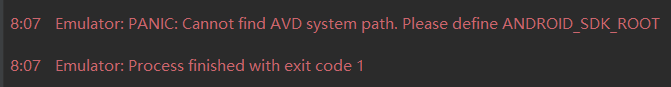 8:07 Emulator: PANIC: Cannot find AVD system path. Please define ANDROID_SDK_ROOT
8:07 Emulator: Process finished with exit code 1